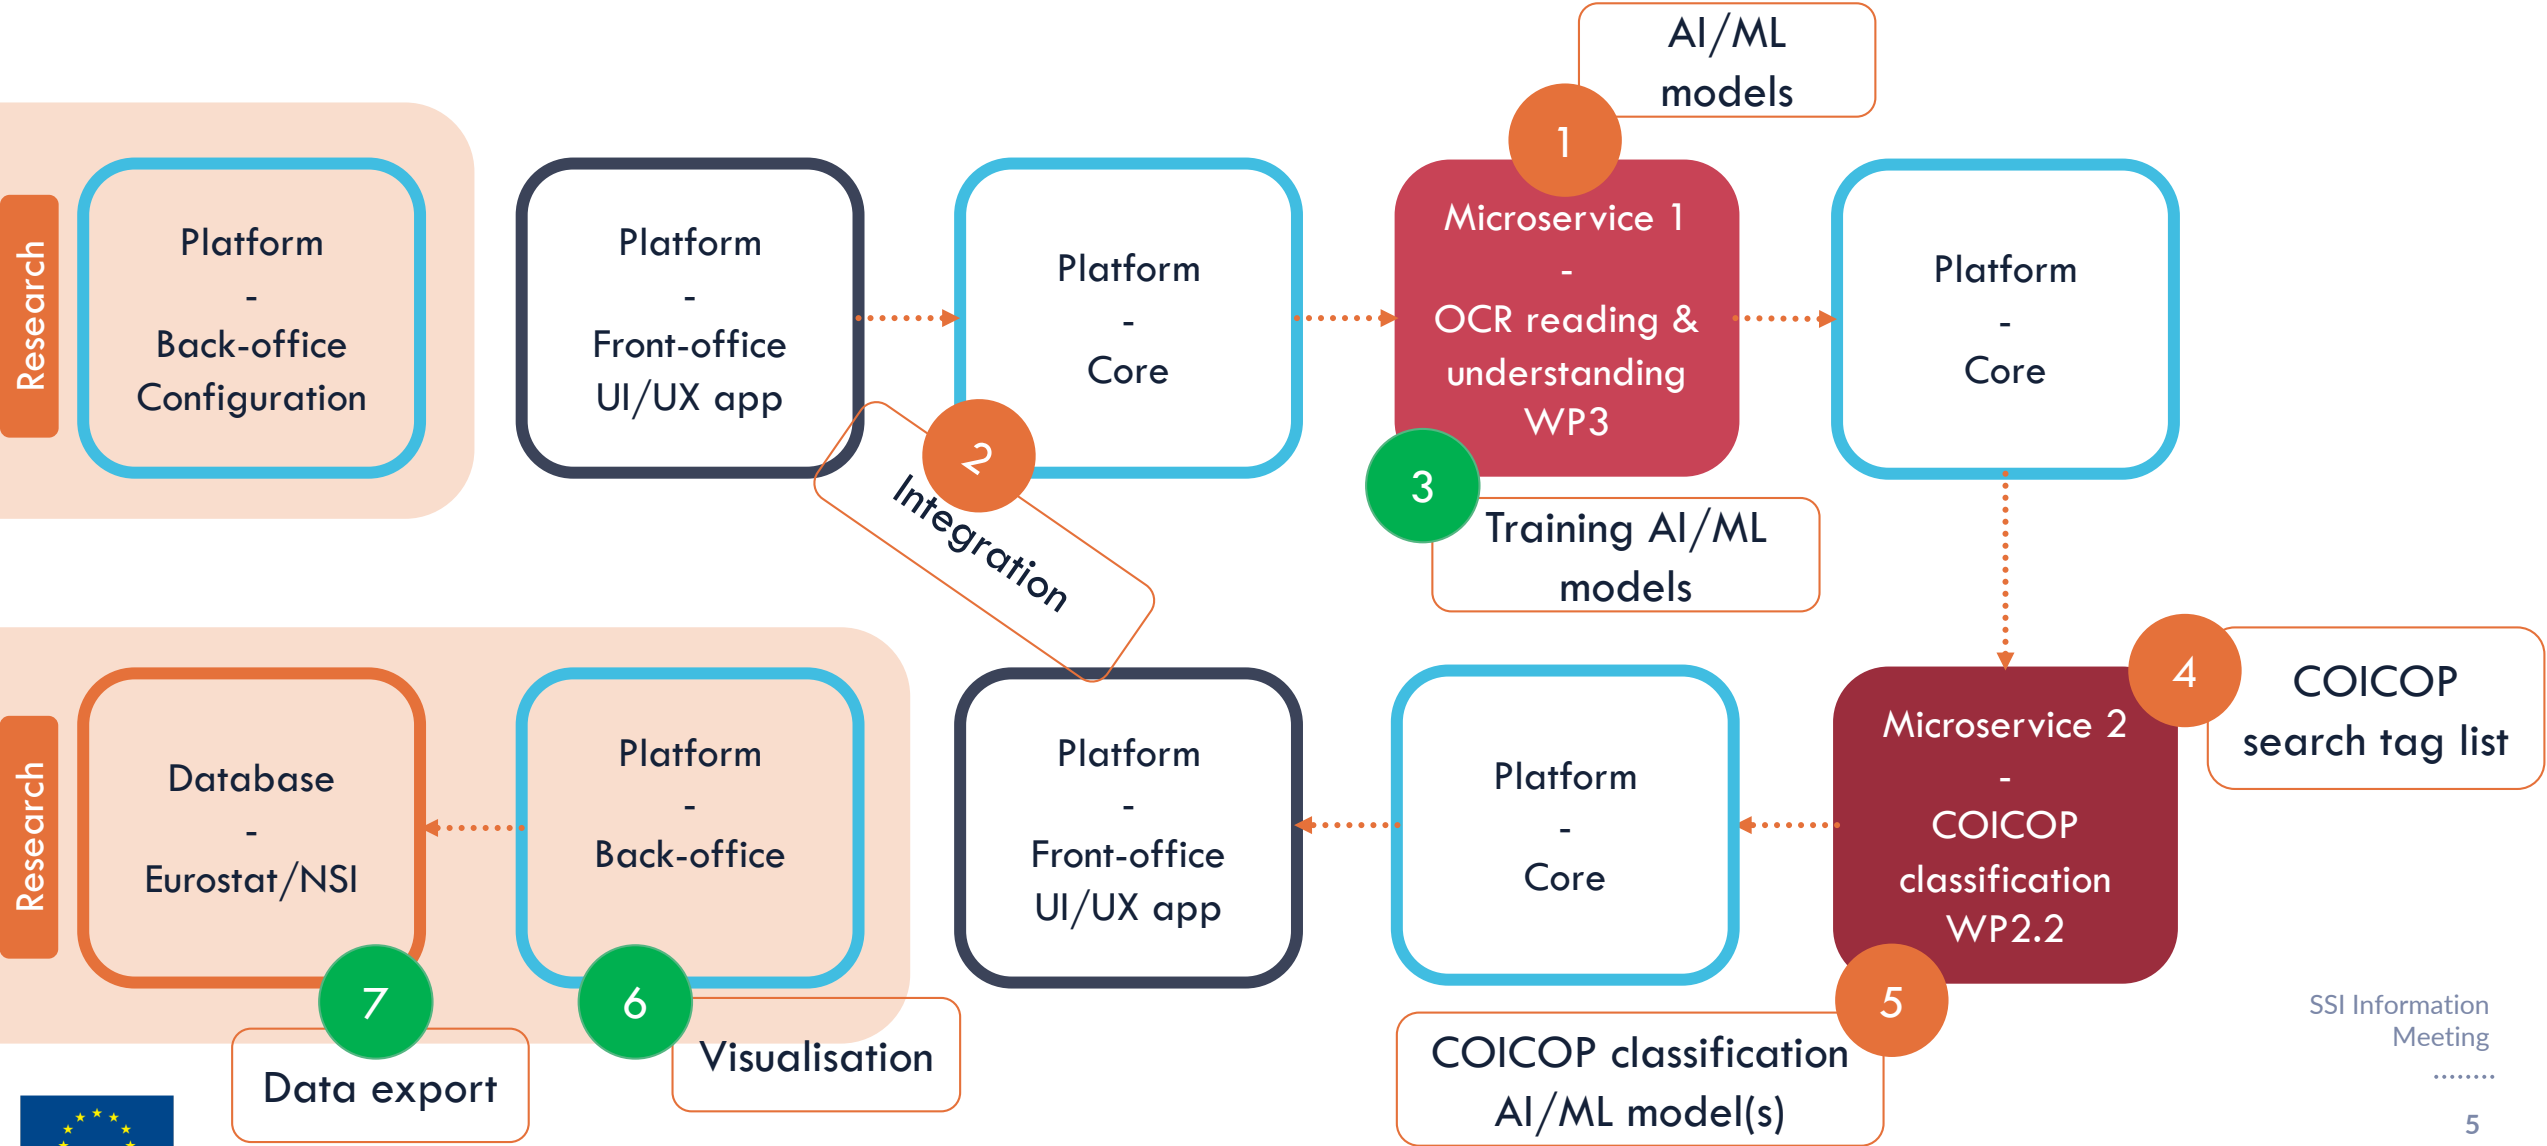 AI/ML
models
1
Research
Platform
-
Back-office
Configuration
Platform
-
Front-office
UI/UX app
Platform
-
Core
Microservice 1
-
OCR reading &
understanding
WP3
Platform
-
Core
2
Integration
3
Training AI/ML
models
4
COICOP
search tag list
Research
Database
-
Eurostat/NSI
Platform
-
Back-office
Platform
-
Front-office
UI/UX app
Platform
-
Core
Microservice 2
-
COICOP
classification
WP2.2
7
Data export
6
Visualisation
5
COICOP classification
AI/ML model(s)
SSI Information
Meeting
........
5